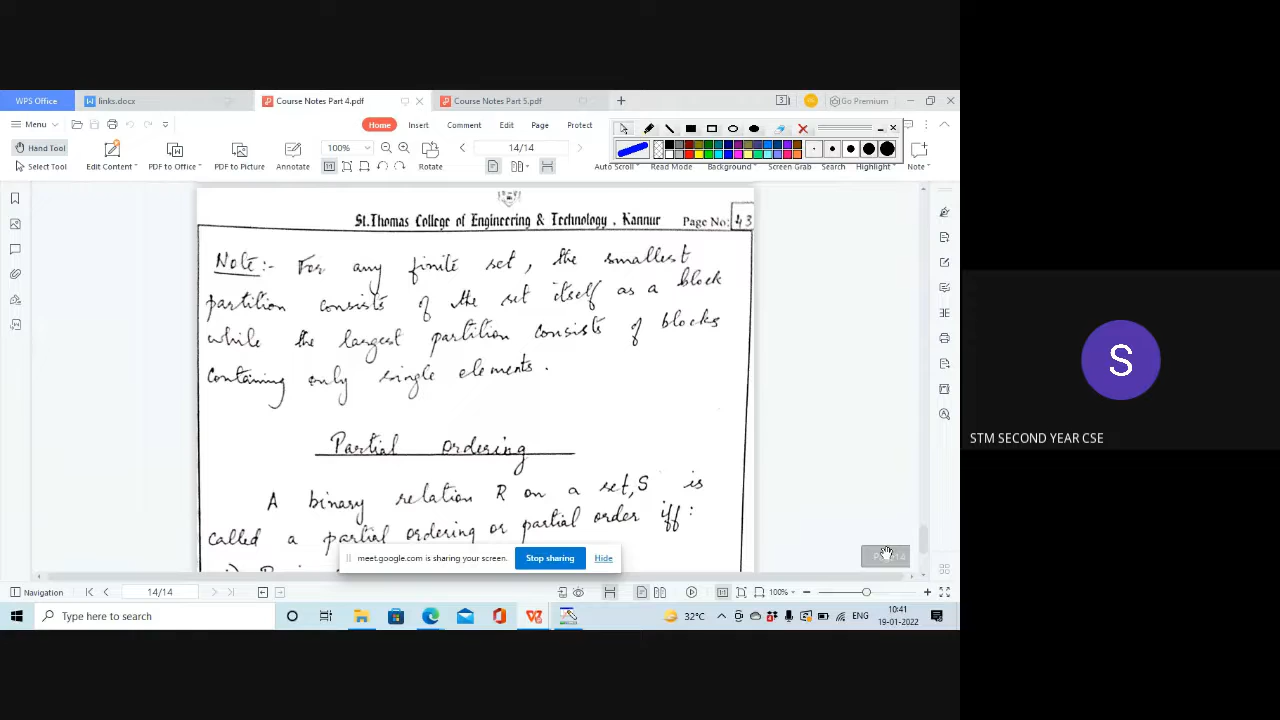 WPS Office
links.docx
Course Notes Part 4.pdf
Course Notes Part 5.pdf
3
Go Premium
Menu
Home
Insert
Comment
Edit
Page
Protect
Hand Tool
Select Tool
Edit Content
PDF to Office
PDF to Picture
Annotate
100%
Rotate
14/14
Auto Scroll
Read Mode
Background
Screen Grab
Search
Highlight
Note
St.Thomas College of Engineering & Technology , Kannur Page No: 43
Note:- For any finite set, the smallest
partition consists of the set itself as a block
while the largest partition consists of blocks
Containing only single elements.
Partial Ordering
A binary relation R on a set, S is
called a partial ordering or partial order iff:
meet.google.com is sharing your screen.
Stop sharing
Hide
Navigation
14/14
100%
Type here to search
32°C
ENG
10:41
19-01-2022
S
STM SECOND YEAR CSE